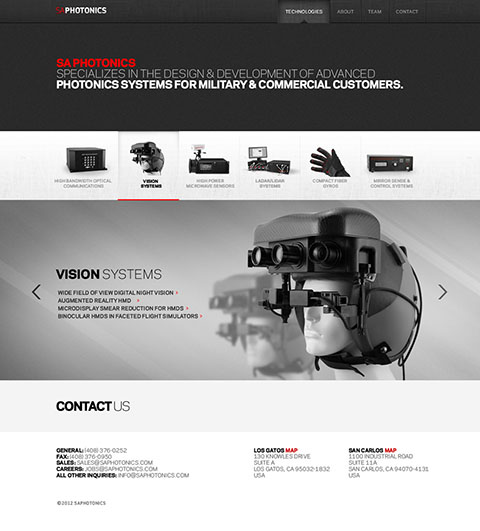 PHOTONICS
TECHNOLOGIES ABOUT TEAM CONTACT
SA PHOTONICS
SPECIALIZES IN THE DESIGN & DEVELOPMENT OF ADVANCED
PHOTONICS SYSTEMS FOR MILITARY & COMMERCIAL CUSTOMERS.
HIGH BANDWIDTH OPTICAL
COMMUNICATIONS
VISION
SYSTEMS
HIGH POWER
MICROWAVE SENSORS
LADAR/LIDAR
SYSTEMS
COMPACT FIBER
GYROS
MIRROR SENSE &
CONTROL SYSTEMS
VISION SYSTEMS
WIDE FIELD OF VIEW DIGITAL NIGHT VISION
AUGMENTED REALITY HMD
MICRODISPLAY SMEAR REDUCTION FOR HMDS
BINOCULAR HMDS IN FACETED FLIGHT SIMULATORS
CONTACT US
GENERAL: (408) 376-0252
FAX: (408) 376-0950
SALES: SALES@SAPHOTONICS.COM
CAREERS: JOBS@SAPHOTONICS.COM
ALL OTHER INQUIRIES: INFO@SAPHOTONICS.COM
LOS GATOS MAP
130 KNOWLES DRIVE
SUITE A
LOS GATOS, CA 95032-1832
USA
SAN CARLOS MAP
1100 INDUSTRIAL ROAD
SUITE 11A
SAN CARLOS, CA 94070-4131
USA
©2012 SAPHOTONICS